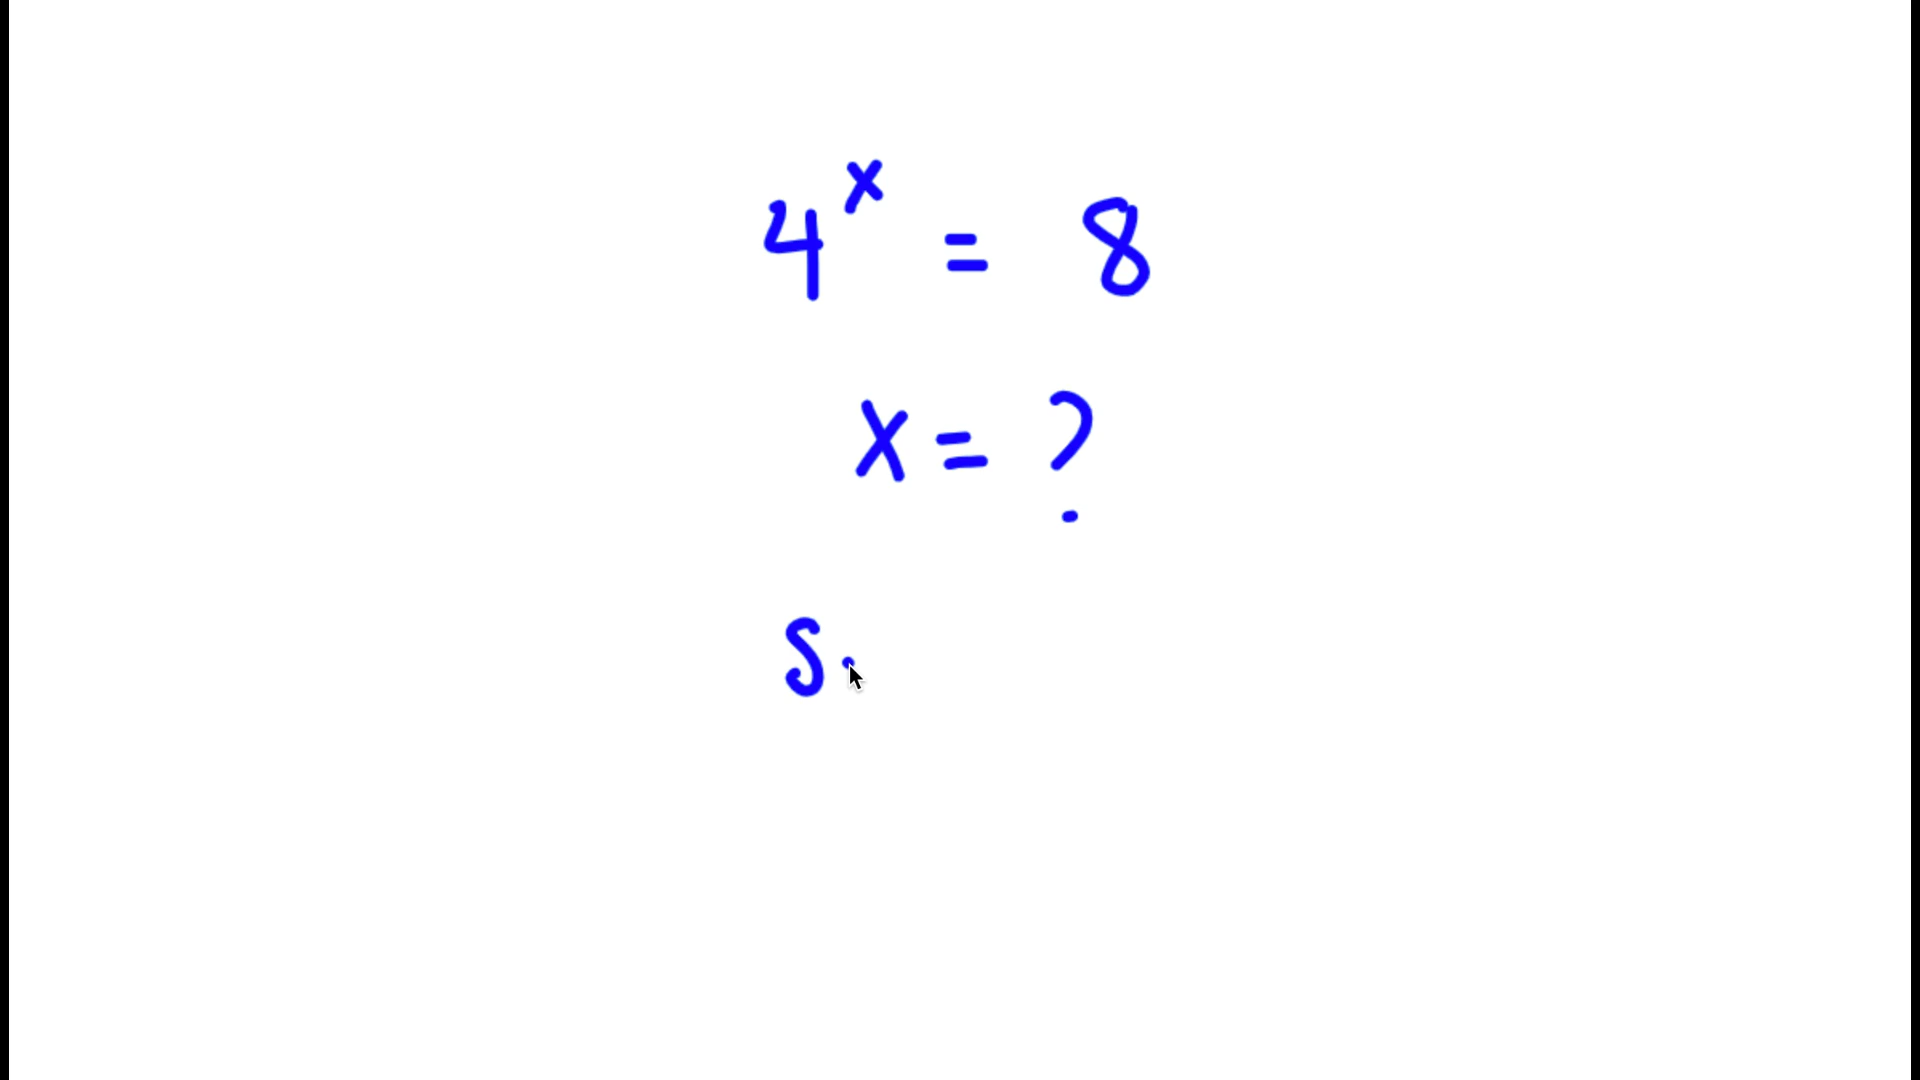 4^x = 8
x = ?
S